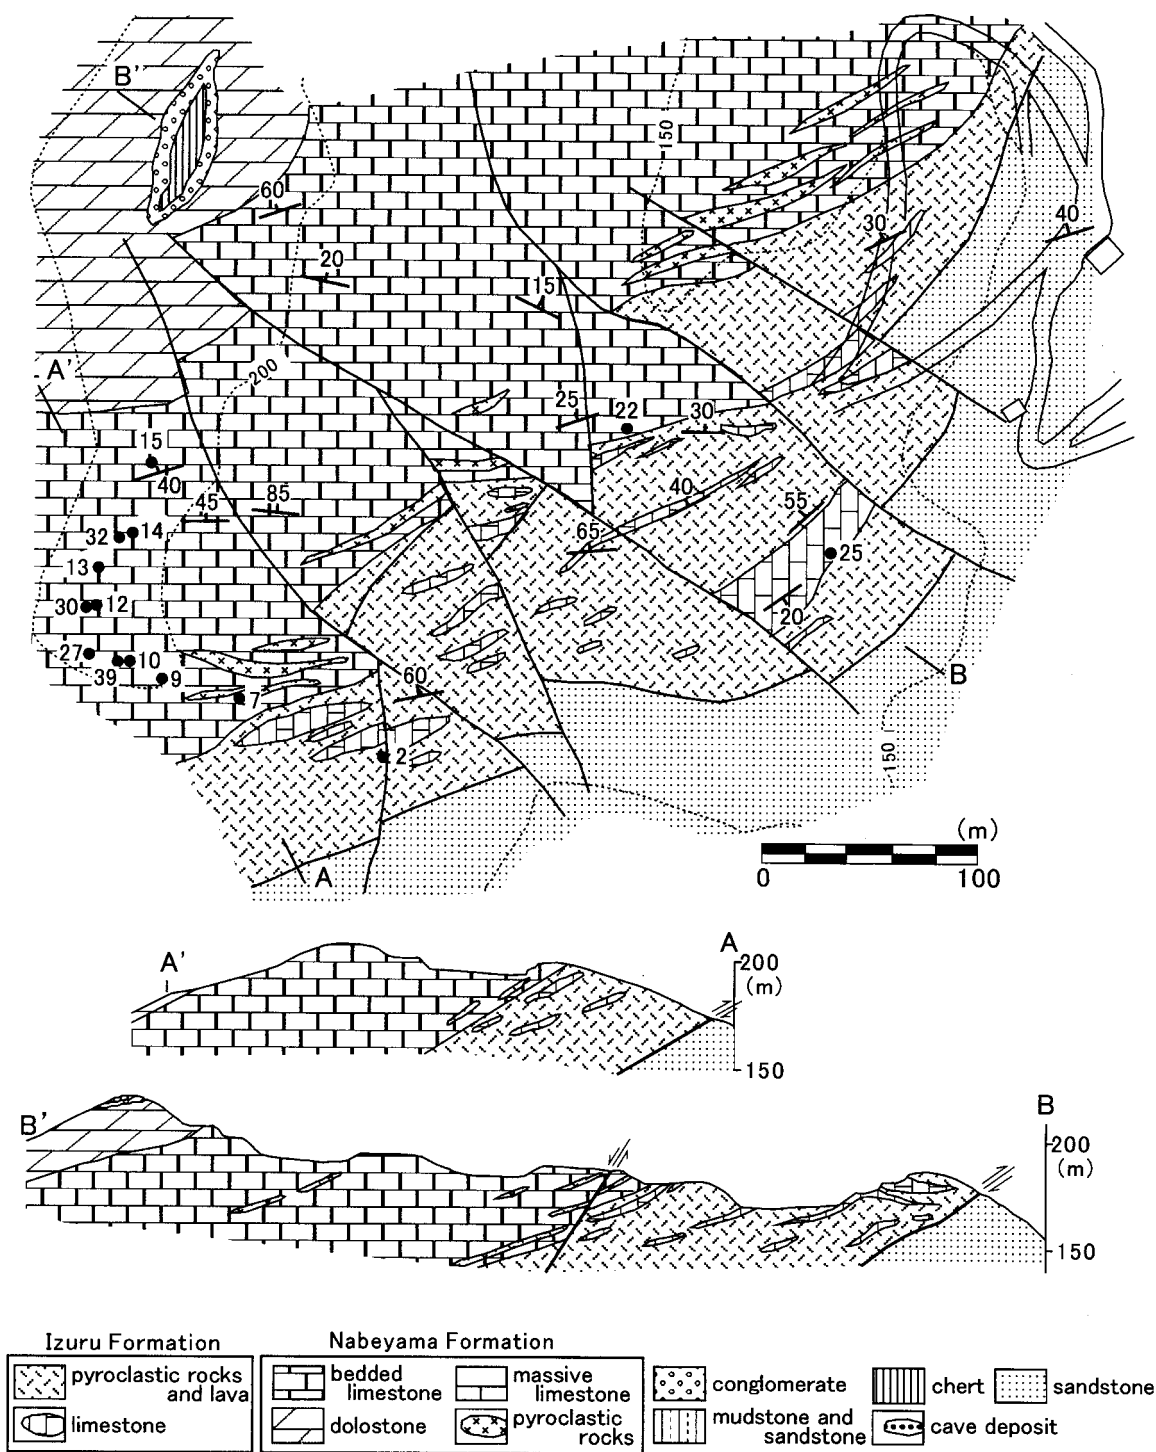 B'
150
60
30
40
20
15
200
A'
25
22
30
15
40
40
85
45
55
32
14
65
25
13
30
12
20
27
10
39
9
60
B
7
2
150
(m)
0
100
A
A
A'
200
(m)
150
B
B'
200
(m)
150
Izuru Formation
Nabeyama Formation
pyroclastic rocks
and lava
bedded
limestone
massive
limestone
conglomerate
chert
sandstone
limestone
dolostone
pyroclastic
rocks
mudstone and
sandstone
cave deposit